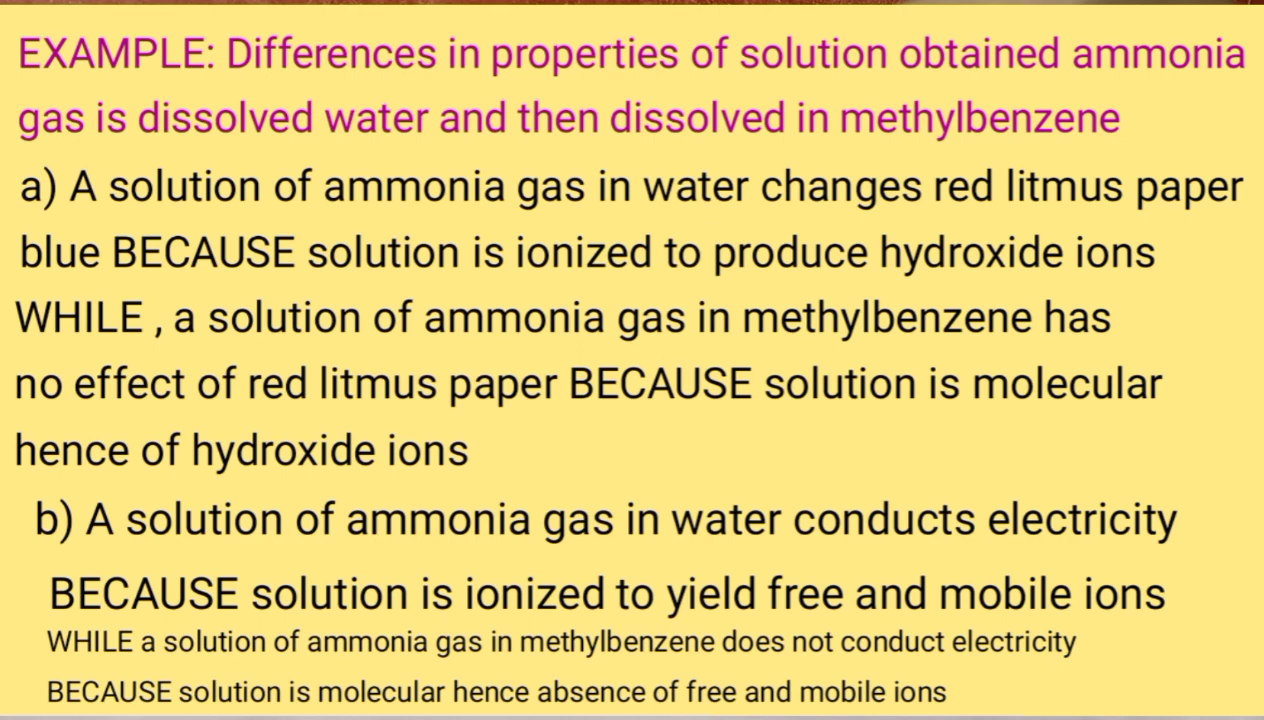 EXAMPLE: Differences in properties of solution obtained ammonia
gas is dissolved water and then dissolved in methylbenzene
a) A solution of ammonia gas in water changes red litmus paper
blue BECAUSE solution is ionized to produce hydroxide ions
WHILE , a solution of ammonia gas in methylbenzene has
no effect of red litmus paper BECAUSE solution is molecular
hence of hydroxide ions
b) A solution of ammonia gas in water conducts electricity
BECAUSE solution is ionized to yield free and mobile ions
WHILE a solution of ammonia gas in methylbenzene does not conduct electricity
BECAUSE solution is molecular hence absence of free and mobile ions